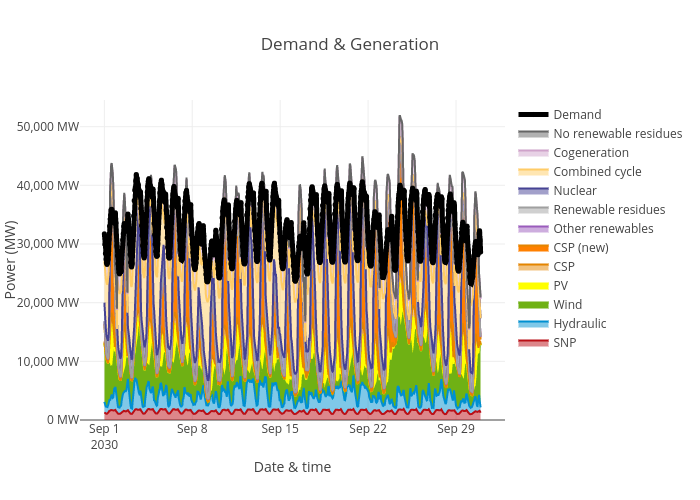 Demand & Generation
50,000 MW
40,000 MW
30,000 MW
20,000 MW
10,000 MW
0 MW
Power (MW)
Sep 1
2030
Sep 8
Sep 15
Sep 22
Sep 29
Date & time
Demand
No renewable residues
Cogeneration
Combined cycle
Nuclear
Renewable residues
Other renewables
CSP (new)
CSP
PV
Wind
Hydraulic
SNP